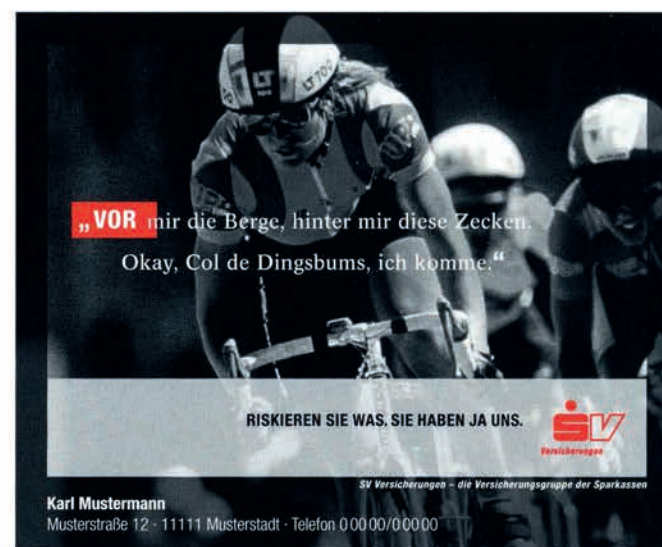 LT 700
„VOR mir die Berge, hinter mir diese Zecken.
Okay, Col de Dingsbums, ich komme.“
RISKIEREN SIE WAS. SIE HABEN JA UNS.
SV
Versicherungen
SV Versicherungen – die Versicherungsgruppe der Sparkassen
Karl Mustermann
Musterstraße 12 · 11111 Musterstadt · Telefon 0 00 00/0 00 00